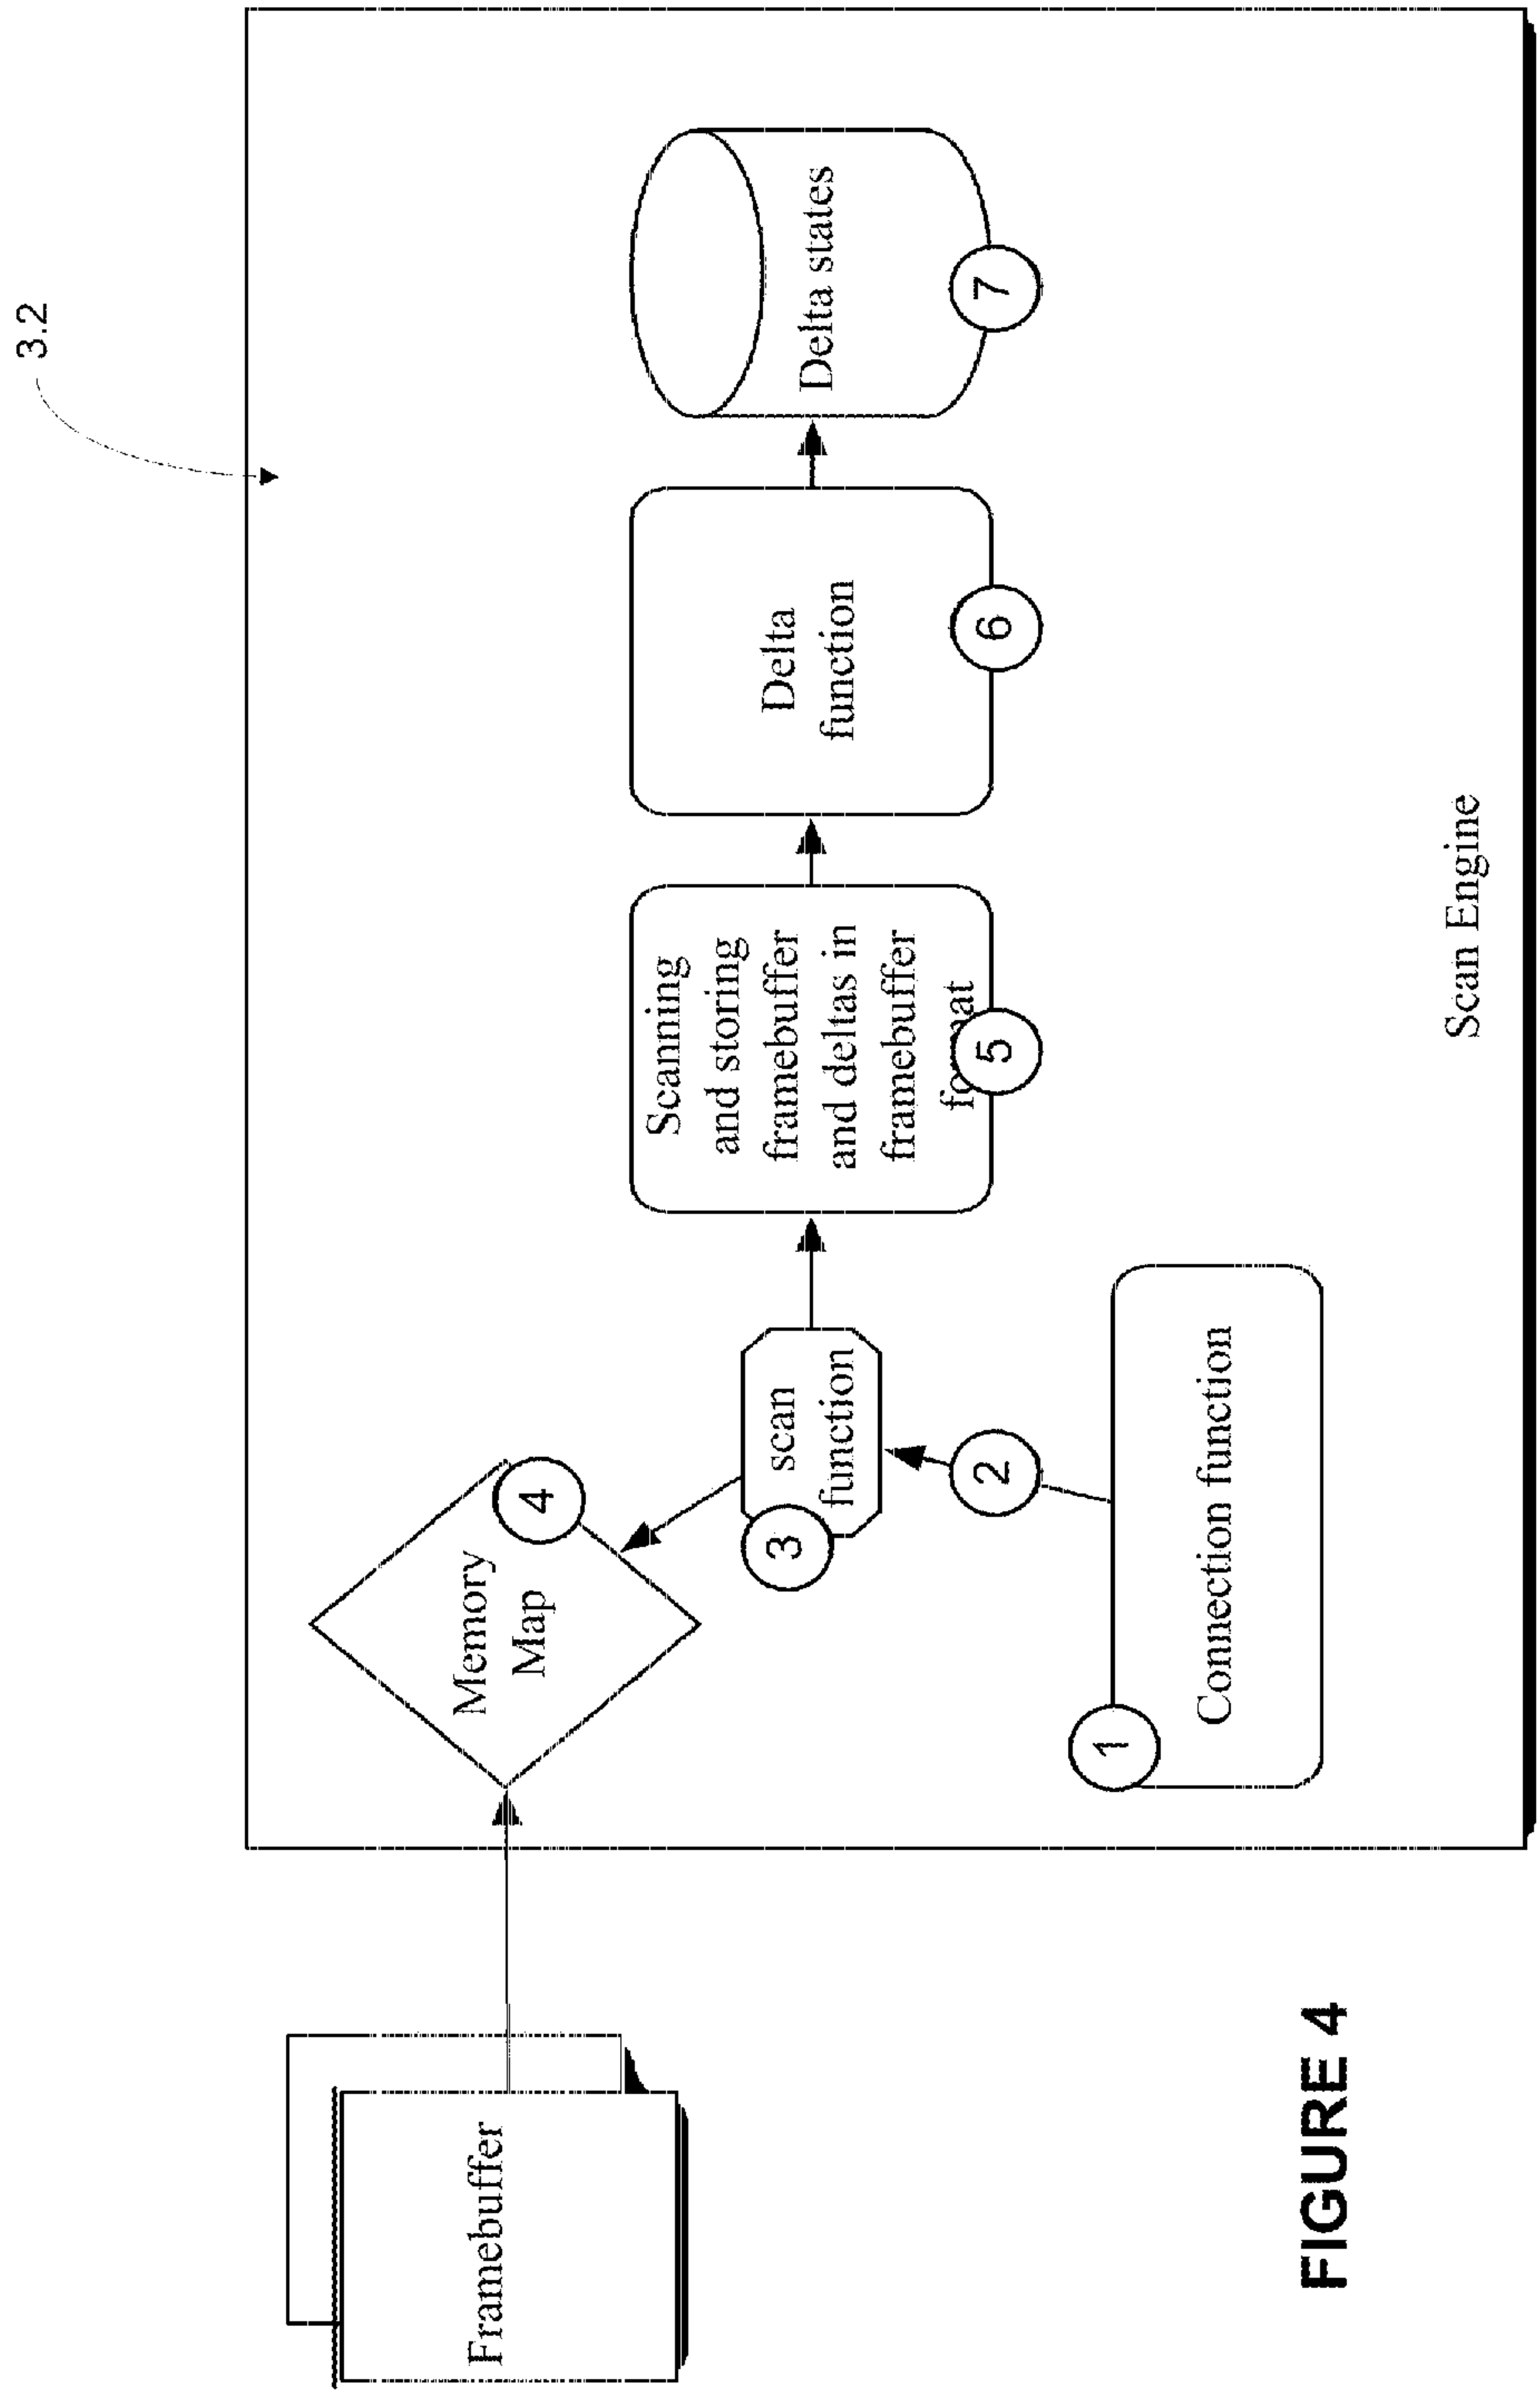 3.2
Framebuffer
Memory
Map
4
3
scan
function
2
1
Connection function
Scanning
and storing
framebuffer
and deltas in
framebuffer
5
Delta
function
6
Delta states
7
Scan Engine
FIGURE 4